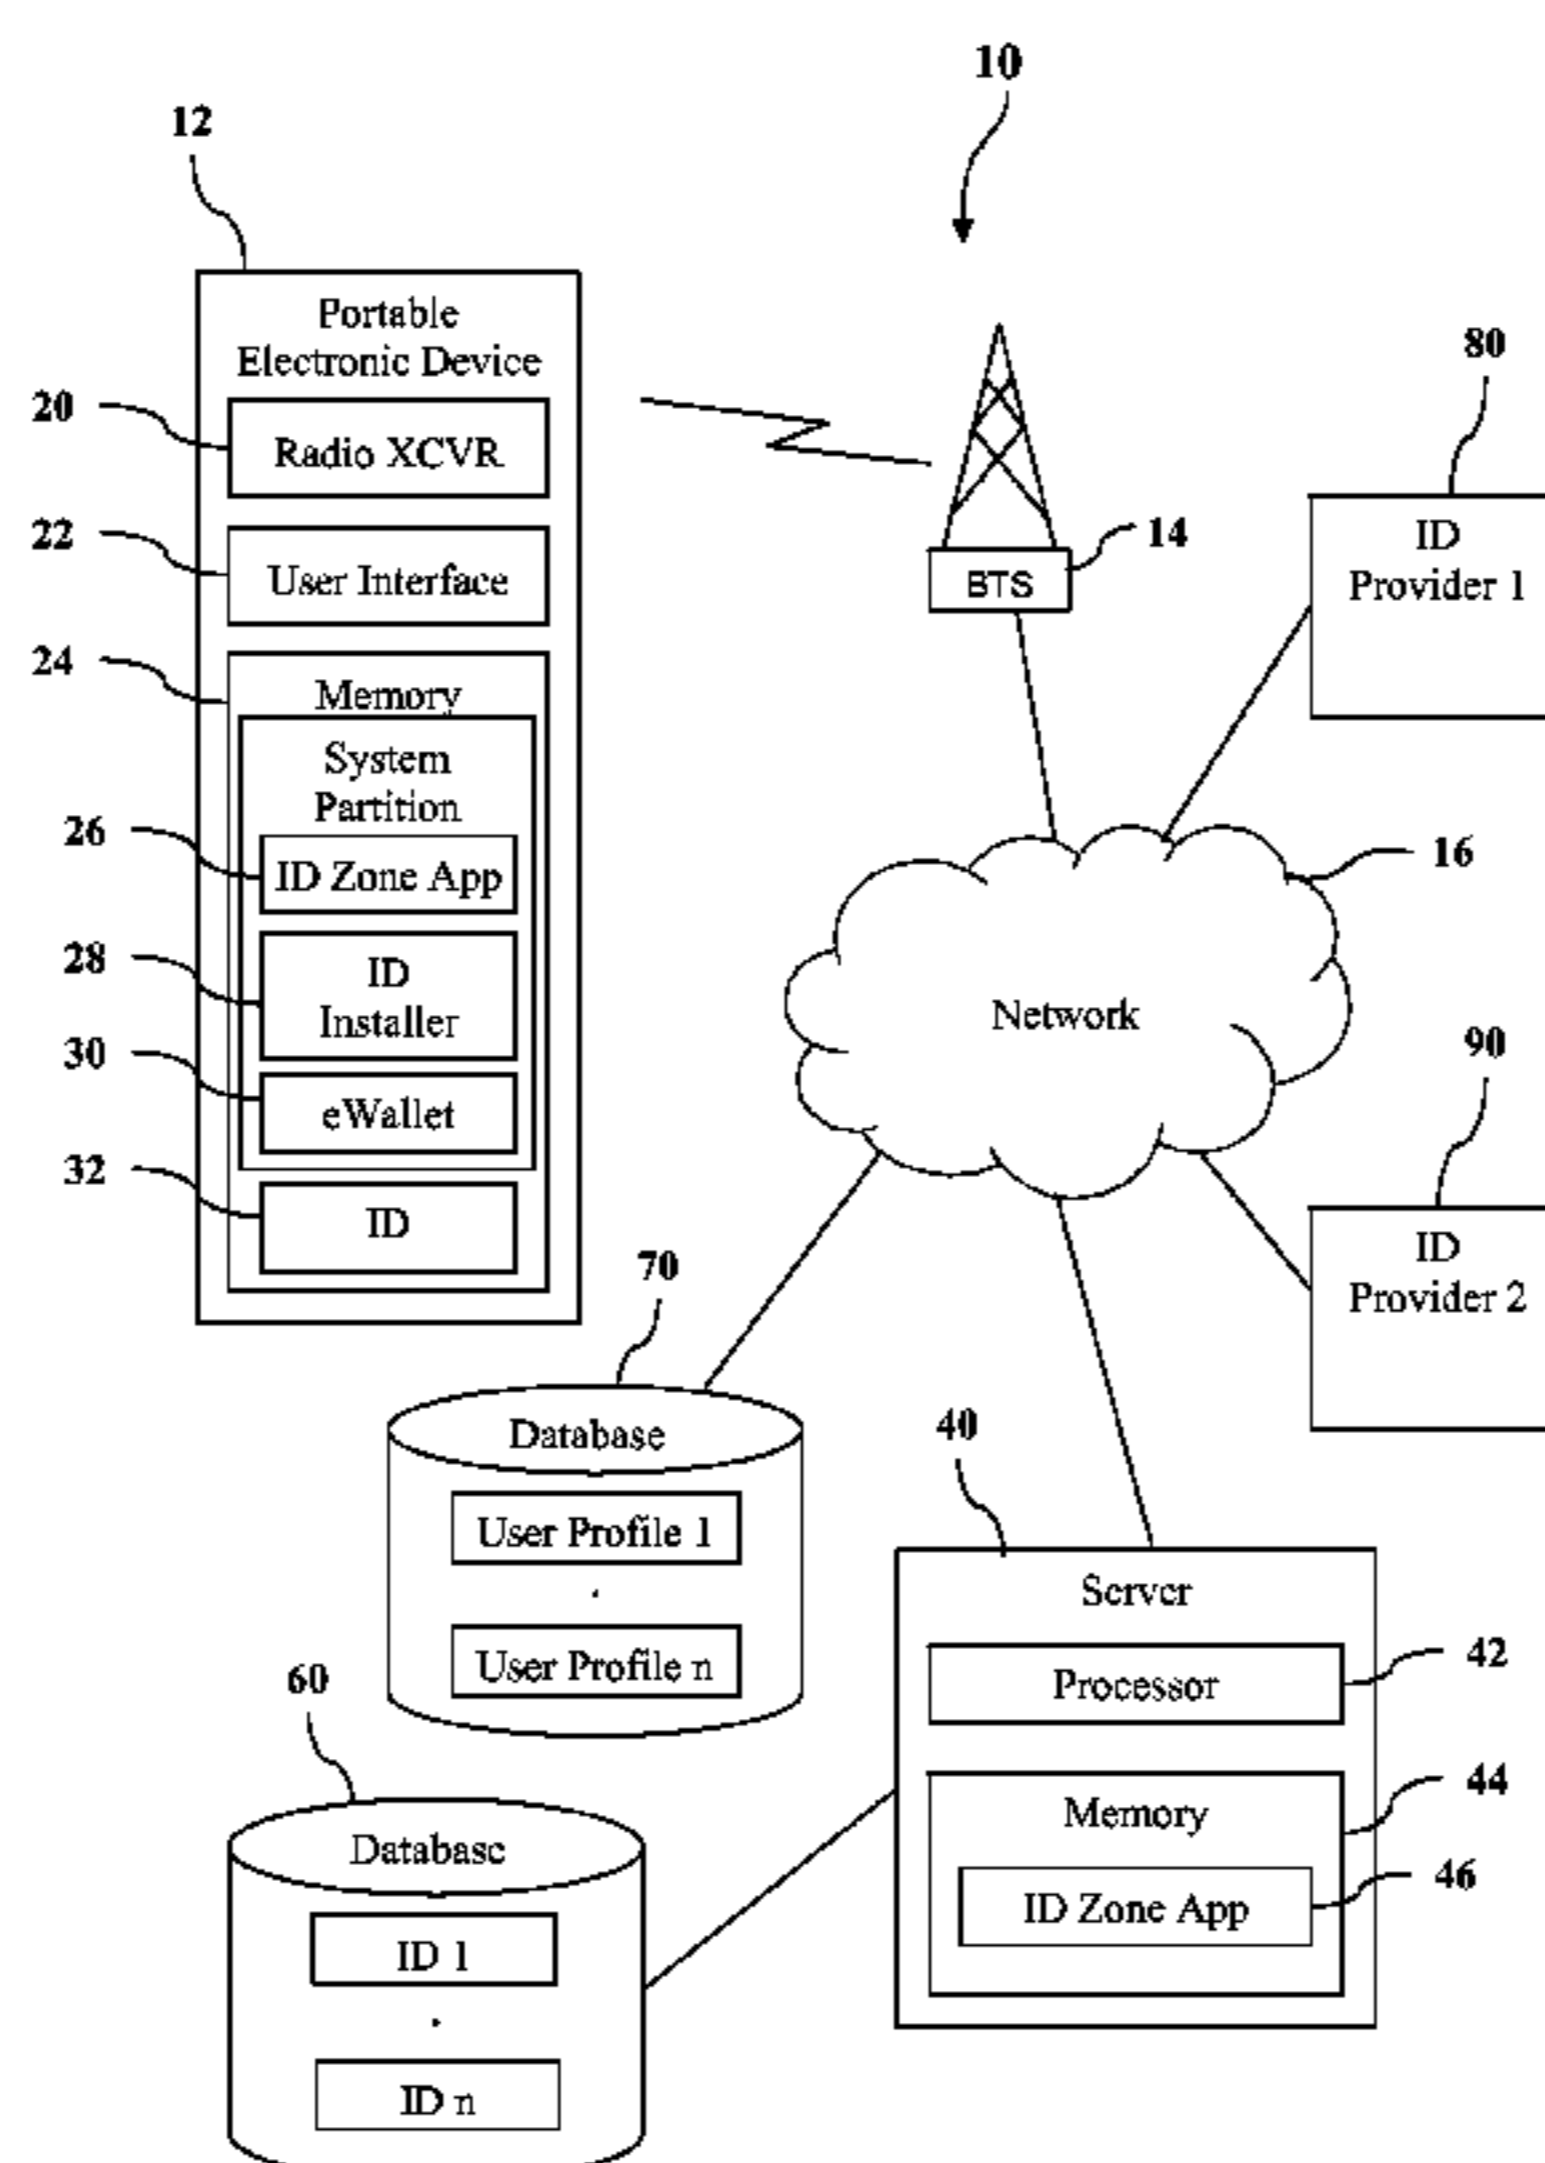 10
12
Portable
Electronic Device
20
Radio XCVR
22
User Interface
24
Memory
System
Partition
26
ID Zone App
28
ID
Installer
30
eWallet
32
ID
14
BTS
80
ID
Provider 1
16
Network
90
ID
Provider 2
70
Database
User Profile 1
.
User Profile n
40
Server
42
Processor
44
Memory
46
ID Zone App
60
Database
ID 1
.
ID n